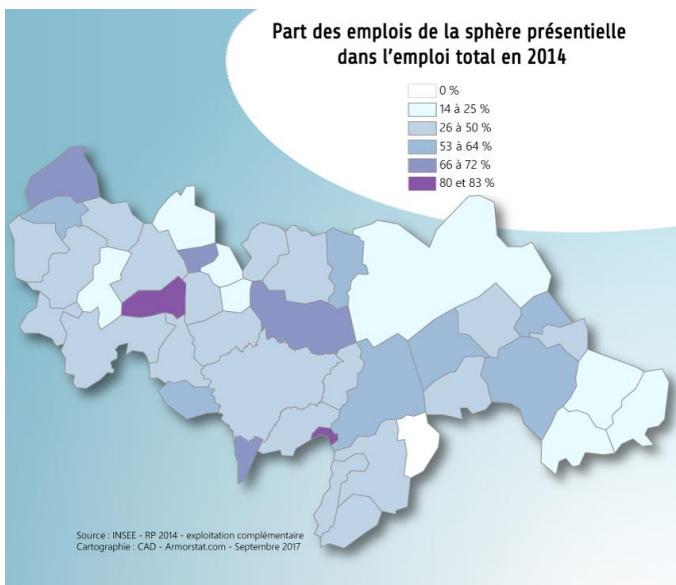 Part des emplois de la sphère présentielle
dans l'emploi total en 2014
0 %
14 à 25 %
26 à 50 %
53 à 64 %
66 à 72 %
80 et 83 %
Source : INSEE - RP 2014 - exploitation complémentaire
Cartographie : CAD - Armorstat.com - Septembre 2017